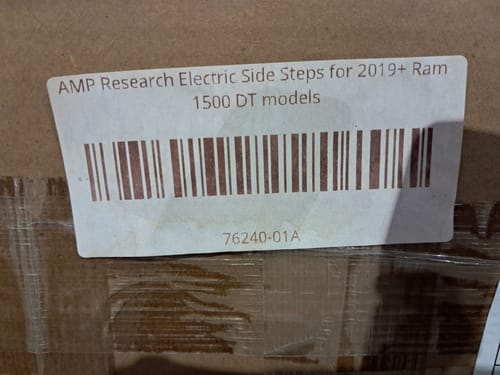 AMP Research Electric Side Steps for 2019+ Ram
1500 DT models
76240-01A